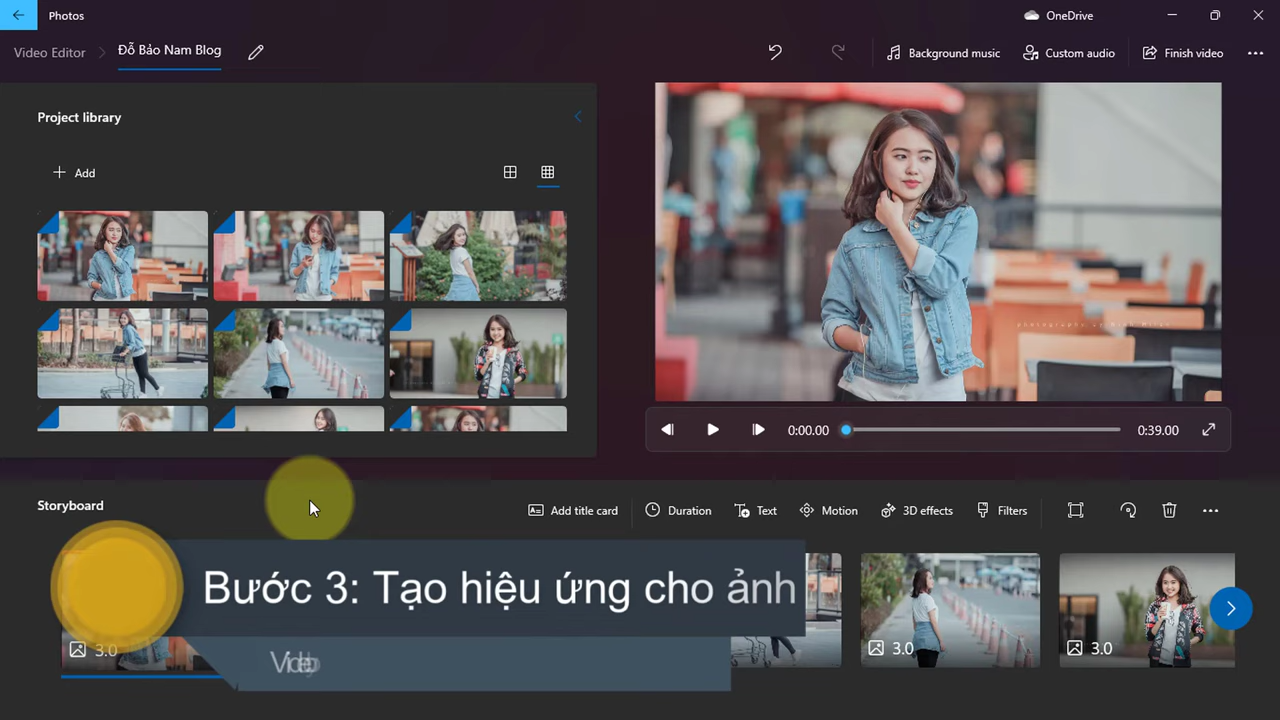 Photos
OneDrive
Video Editor
Đỗ Bảo Nam Blog
Background music
Custom audio
Finish video
Project library
Add
0:00.00
0:39.00
Storyboard
Add title card
Duration
Text
Motion
3D effects
Filters
Bước 3: Tạo hiệu ứng cho ảnh
3.0
3.0
3.0